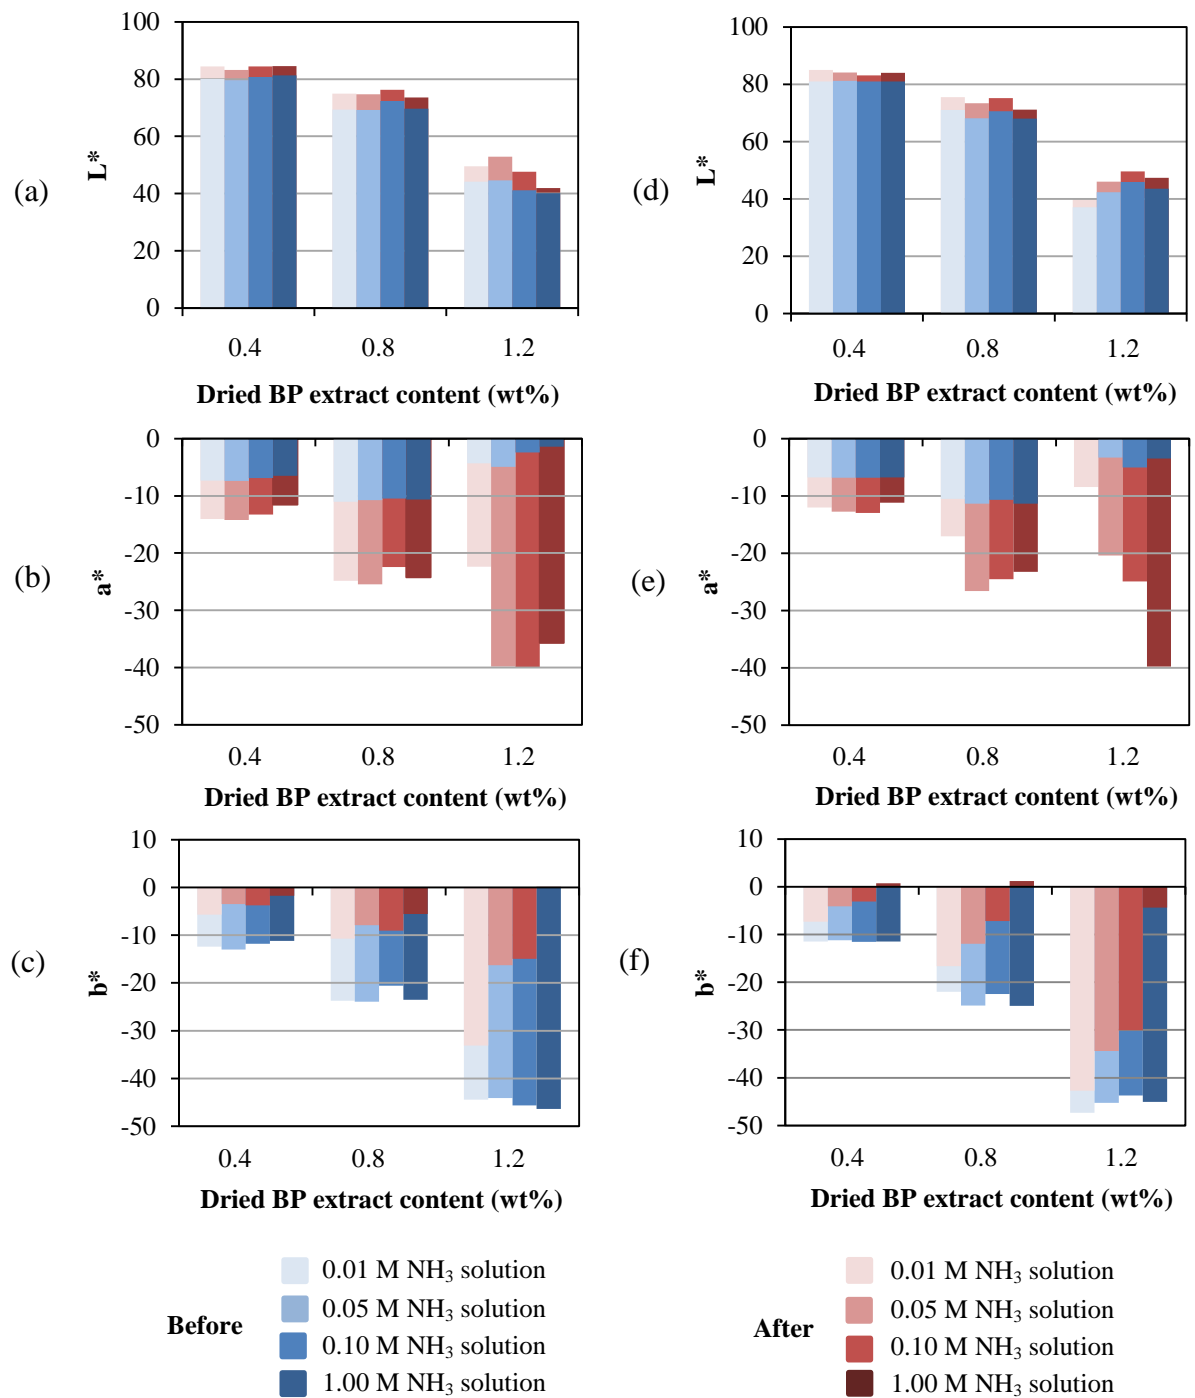 (a)
L*
100
80
60
40
20
0
0.4 0.8 1.2
Dried BP extract content (wt%)
(d)
L*
100
80
60
40
20
0
0.4 0.8 1.2
Dried BP extract content (wt%)
(b)
a*
0
-10
-20
-30
-40
-50
0.4 0.8 1.2
Dried BP extract content (wt%)
(e)
a*
0
-10
-20
-30
-40
-50
0.4 0.8 1.2
Dried BP extract content (wt%)
(c)
b*
10
0
-10
-20
-30
-40
-50
0.4 0.8 1.2
Dried BP extract content (wt%)
(f)
b*
10
0
-10
-20
-30
-40
-50
0.4 0.8 1.2
Dried BP extract content (wt%)
Before
0.01 M NH₃ solution
0.05 M NH₃ solution
0.10 M NH₃ solution
1.00 M NH₃ solution
After
0.01 M NH₃ solution
0.05 M NH₃ solution
0.10 M NH₃ solution
1.00 M NH₃ solution